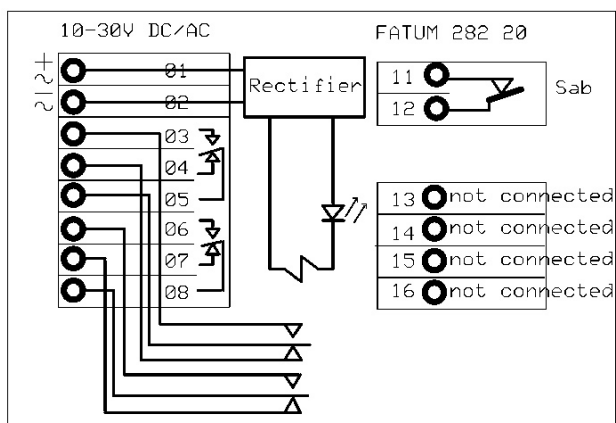 10-30V DC/AC
FATUM 282 20
+
~
01
Rectifier
11
Sab
—
~
02
12
03
04
05
13 not connected
06
14 not connected
07
15 not connected
08
16 not connected